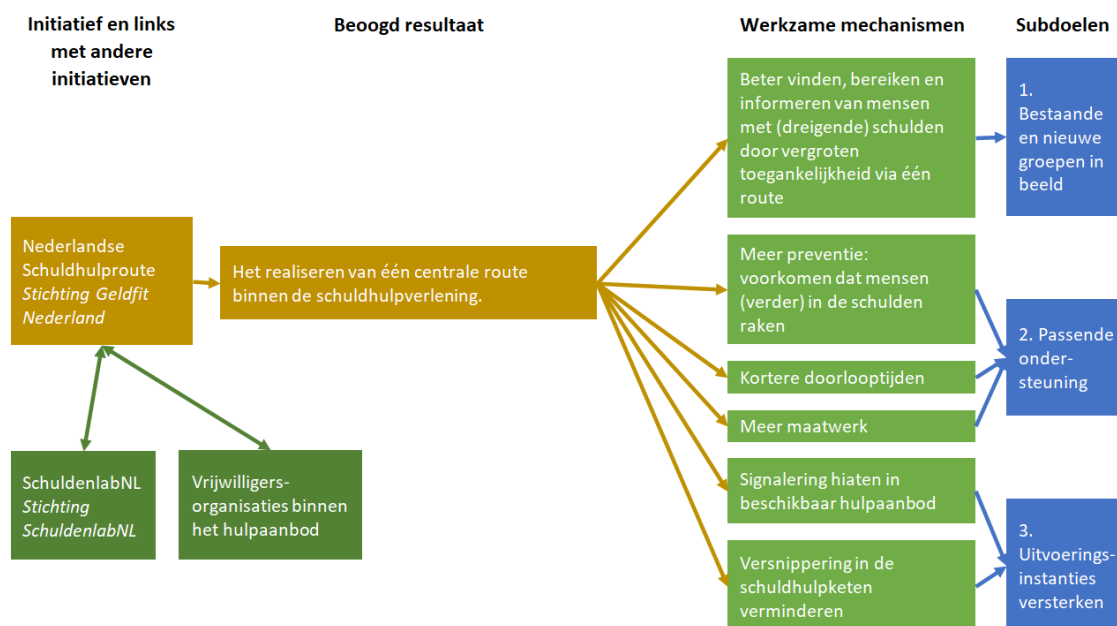 Initiatief en links
met andere
initiatieven
Beoogd resultaat
Werkzame mechanismen
Subdoelen
Nederlandse
Schuldhulproute
Stichting Geldfit
Nederland
Het realiseren van één centrale route
binnen de schuldhulpverlening.
SchuldenlabNL
Stichting
SchuldenlabNL
Vrijwilligers-
organisaties binnen
het hulpaanbod
Beter vinden, bereiken en
informeren van mensen
met (dreigende) schulden
door vergroten
toegankelijkheid via één
route
Meer preventie:
voorkomen dat mensen
(verder) in de schulden
raken
Kortere doorlooptijden
Meer maatwerk
Signalering hiaten in
beschikbaar hulpaanbod
Versnippering in de
schuldhulpketen
verminderen
1.
Bestaande
en nieuwe
groepen in
beeld
2. Passende
onder-
steuning
3.
Uitvoerings-
instanties
versterken